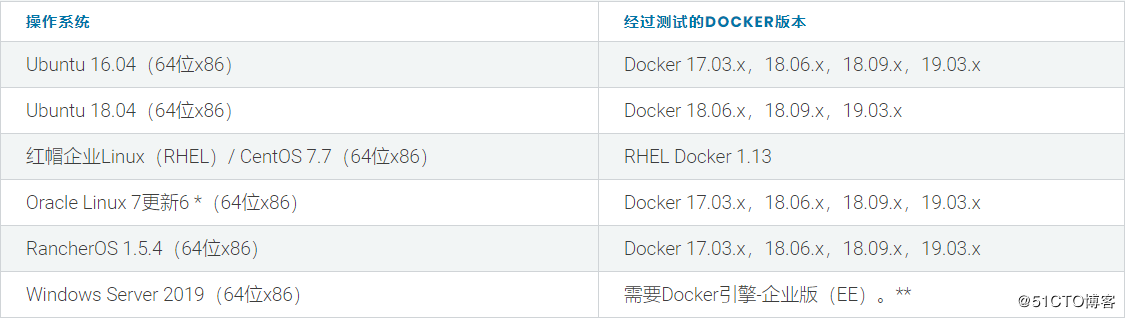 操作系统 经过测试的DOCKER版本
Ubuntu 16.04（64位x86） Docker 17.03.x，18.06.x，18.09.x，19.03.x
Ubuntu 18.04（64位x86） Docker 18.06.x，18.09.x，19.03.x
红帽企业Linux（RHEL）/ CentOS 7.7（64位x86） RHEL Docker 1.13
Oracle Linux 7更新6 *（64位x86） Docker 17.03.x，18.06.x，18.09.x，19.03.x
RancherOS 1.5.4（64位x86） Docker 17.03.x，18.06.x，18.09.x，19.03.x
Windows Server 2019（64位x86） 需要Docker引擎-企业版（EE）。**
@51CTO博客